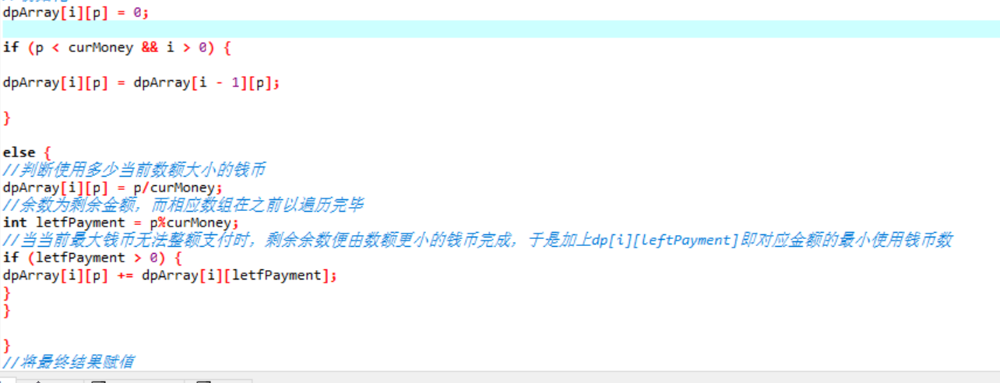 dpArray[i][p] = 0;
if (p < curMoney && i > 0) {
dpArray[i][p] = dpArray[i - 1][p];
}
else {
//判断使用多少当前数额大小的钱币
dpArray[i][p] = p/curMoney;
//余数为剩余金额，而相应数组在之前以遍历完毕
int letfPayment = p%curMoney;
//当当前最大钱币无法整额支付时，剩余余数便由数额更小的钱币完成，于是加上dp[i][leftPayment]即对应金额的最小使用钱币数
if (letfPayment > 0) {
dpArray[i][p] += dpArray[i][letfPayment];
}
}
}
//将最终结果赋值